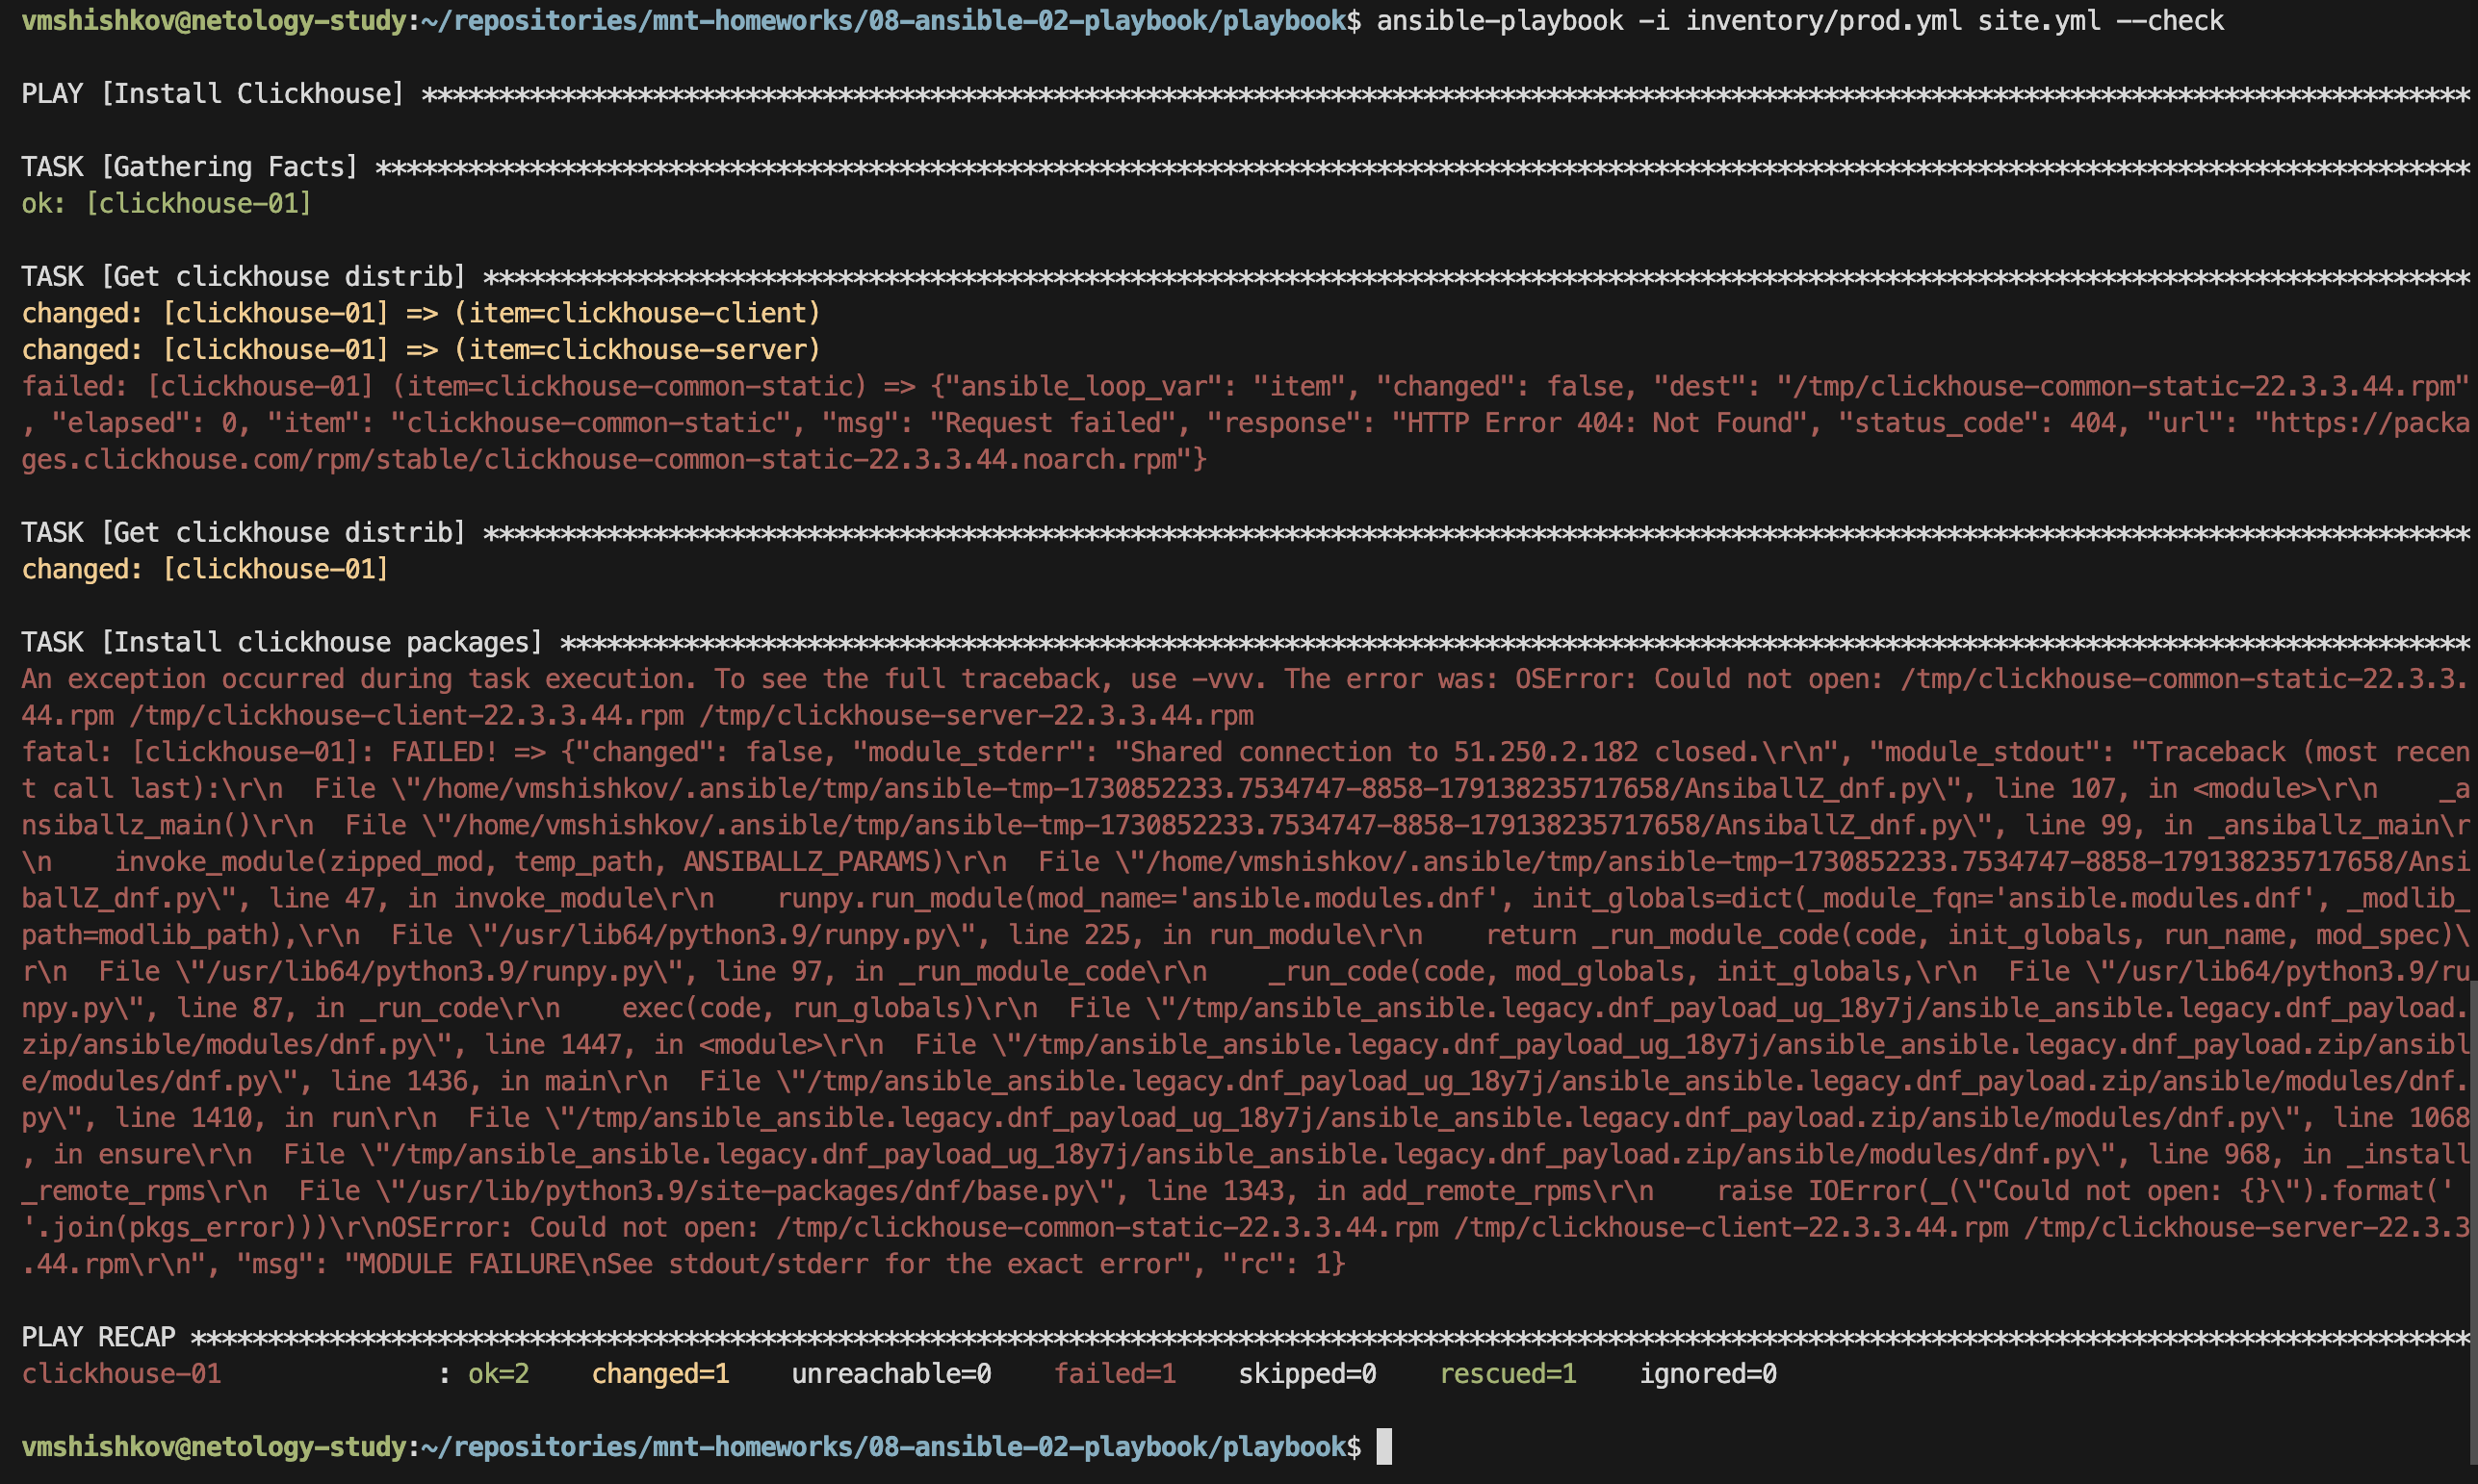 vmshishkov@netology-study:~/repositories/mnt-homeworks/08-ansible-02-playbook/playbook$ ansible-playbook -i inventory/prod.yml site.yml --check
PLAY [Install Clickhouse] *************************************************************************************************************************************
TASK [Gathering Facts] ****************************************************************************************************************************************
ok: [clickhouse-01]
TASK [Get clickhouse distrib] *********************************************************************************************************************************
changed: [clickhouse-01] => (item=clickhouse-client)
changed: [clickhouse-01] => (item=clickhouse-server)
failed: [clickhouse-01] (item=clickhouse-common-static) => {"ansible_loop_var": "item", "changed": false, "dest": "/tmp/clickhouse-common-static-22.3.3.44.rpm"
, "elapsed": 0, "item": "clickhouse-common-static", "msg": "Request failed", "response": "HTTP Error 404: Not Found", "status_code": 404, "url": "https://packa
ges.clickhouse.com/rpm/stable/clickhouse-common-static-22.3.3.44.noarch.rpm"}
TASK [Get clickhouse distrib] *********************************************************************************************************************************
changed: [clickhouse-01]
TASK [Install clickhouse packages] ****************************************************************************************************************************
An exception occurred during task execution. To see the full traceback, use -vvv. The error was: OSError: Could not open: /tmp/clickhouse-common-static-22.3.3.
44.rpm /tmp/clickhouse-client-22.3.3.44.rpm /tmp/clickhouse-server-22.3.3.44.rpm
fatal: [clickhouse-01]: FAILED! => {"changed": false, "module_stderr": "Shared connection to 51.250.2.182 closed.\r\n", "module_stdout": "Traceback (most recen
t call last):\r\n  File \"/home/vmshishkov/.ansible/tmp/ansible-tmp-1730852233.7534747-8858-179138235717658/AnsiballZ_dnf.py\", line 107, in <module>\r\n    _a
nsiballz_main()\r\n  File \"/home/vmshishkov/.ansible/tmp/ansible-tmp-1730852233.7534747-8858-179138235717658/AnsiballZ_dnf.py\", line 99, in _ansiballz_main\r
\n    invoke_module(zipped_mod, temp_path, ANSIBALLZ_PARAMS)\r\n  File \"/home/vmshishkov/.ansible/tmp/ansible-tmp-1730852233.7534747-8858-179138235717658/Ansi
ballZ_dnf.py\", line 47, in invoke_module\r\n    runpy.run_module(mod_name='ansible.modules.dnf', init_globals=dict(_module_fqn='ansible.modules.dnf', _modlib_
path=modlib_path),\r\n  File \"/usr/lib64/python3.9/runpy.py\", line 225, in run_module\r\n    return _run_module_code(code, init_globals, run_name, mod_spec)\
r\n  File \"/usr/lib64/python3.9/runpy.py\", line 97, in _run_module_code\r\n    _run_code(code, mod_globals, init_globals,\r\n  File \"/usr/lib64/python3.9/ru
npy.py\", line 87, in _run_code\r\n    exec(code, run_globals)\r\n  File \"/tmp/ansible_ansible.legacy.dnf_payload_ug_18y7j/ansible_ansible.legacy.dnf_payload.
zip/ansible/modules/dnf.py\", line 1447, in <module>\r\n  File \"/tmp/ansible_ansible.legacy.dnf_payload_ug_18y7j/ansible_ansible.legacy.dnf_payload.zip/ansibl
e/modules/dnf.py\", line 1436, in main\r\n  File \"/tmp/ansible_ansible.legacy.dnf_payload_ug_18y7j/ansible_ansible.legacy.dnf_payload.zip/ansible/modules/dnf.
py\", line 1410, in run\r\n  File \"/tmp/ansible_ansible.legacy.dnf_payload_ug_18y7j/ansible_ansible.legacy.dnf_payload.zip/ansible/modules/dnf.py\", line 1068
, in ensure\r\n  File \"/tmp/ansible_ansible.legacy.dnf_payload_ug_18y7j/ansible_ansible.legacy.dnf_payload.zip/ansible/modules/dnf.py\", line 968, in _install
_remote_rpms\r\n  File \"/usr/lib/python3.9/site-packages/dnf/base.py\", line 1343, in add_remote_rpms\r\n    raise IOError(_(\"Could not open: {}\").format('
'.join(pkgs_error)))\r\nOSError: Could not open: /tmp/clickhouse-common-static-22.3.3.44.rpm /tmp/clickhouse-client-22.3.3.44.rpm /tmp/clickhouse-server-22.3.3
.44.rpm\r\n", "msg": "MODULE FAILURE\nSee stdout/stderr for the exact error", "rc": 1}
PLAY RECAP ****************************************************************************************************************************************************
clickhouse-01              : ok=2    changed=1    unreachable=0    failed=1    skipped=0    rescued=1    ignored=0
vmshishkov@netology-study:~/repositories/mnt-homeworks/08-ansible-02-playbook/playbook$